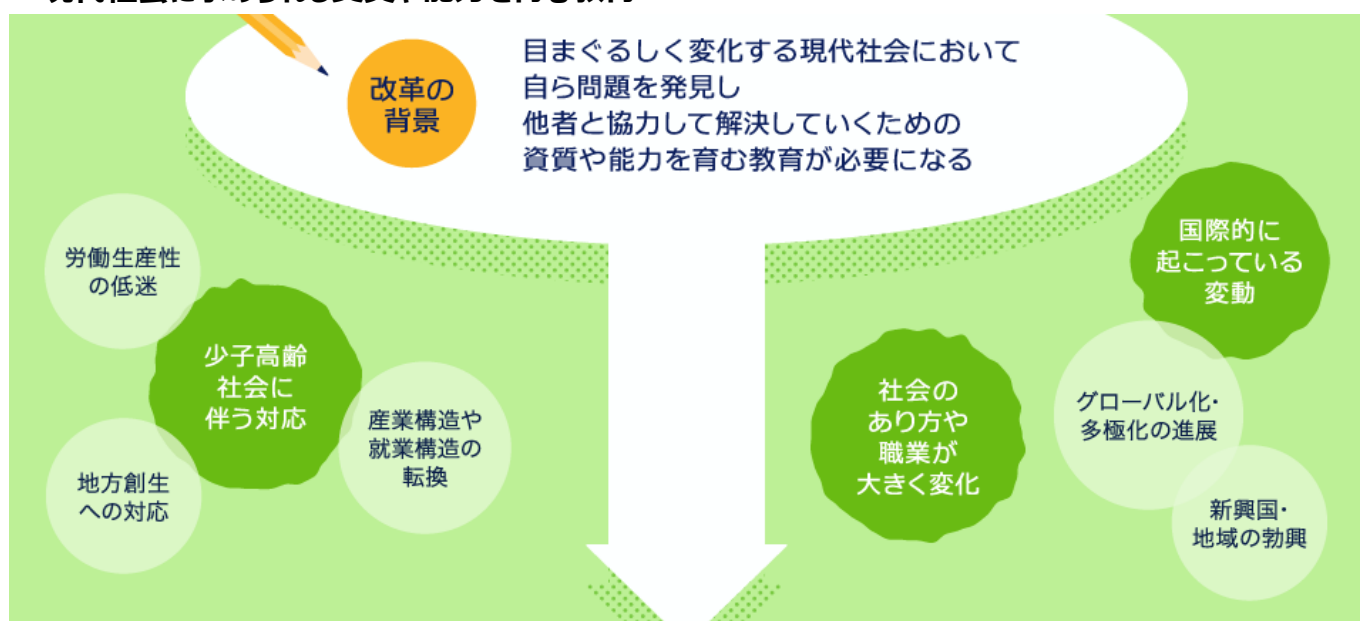 改革の
背景
目まぐるしく変化する現代社会において
自ら問題を発見し
他者と協力して解決していくための
資質や能力を育む教育が必要になる
労働生産性
の低迷
少子高齢
社会に
伴う対応
産業構造や
就業構造の
転換
地方創生
への対応
国際的に
起こっている
変動
社会の
あり方や
職業が
大きく変化
グローバル化・
多極化の進展
新興国・
地域の勃興